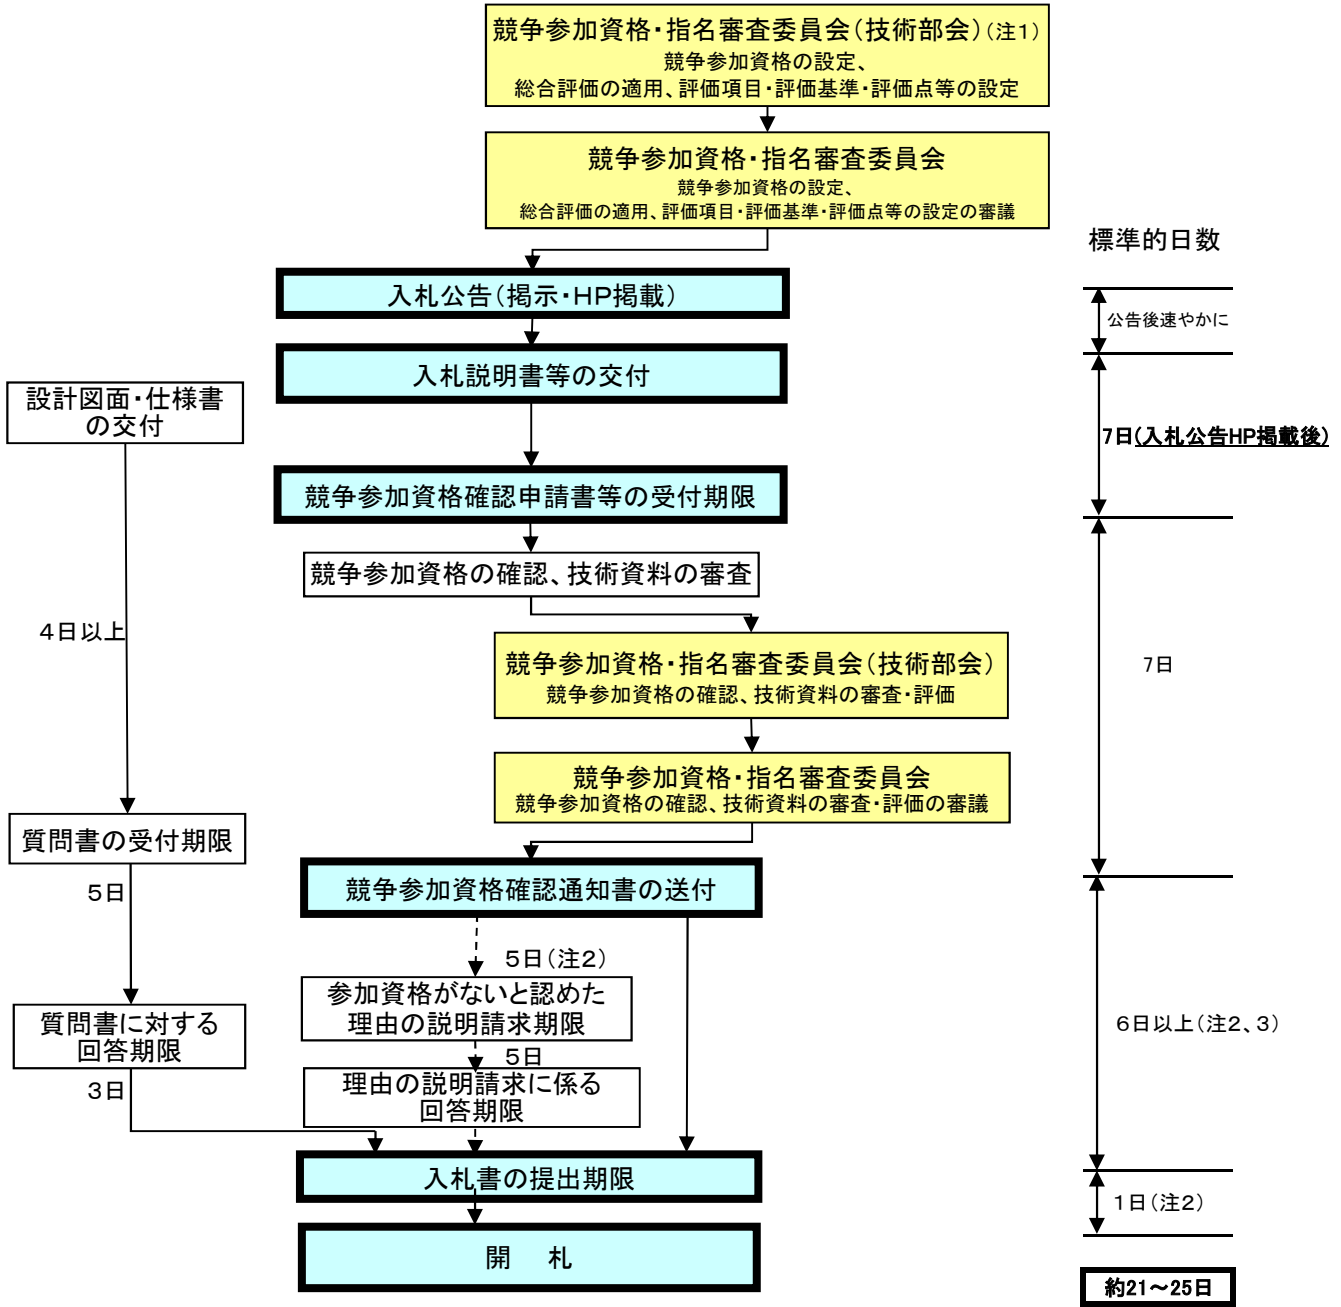 競争参加資格・指名審査委員会(技術部会)(注1)
競争参加資格の設定、
総合評価の適用、評価項目・評価基準・評価点等の設定
競争参加資格・指名審査委員会
競争参加資格の設定、
総合評価の適用、評価項目・評価基準・評価点等の設定の審議
標準的日数
入札公告(掲示・HP掲載)
公告後速やかに
入札説明書等の交付
設計図面・仕様書
の交付
7日(入札公告HP掲載後)
競争参加資格確認申請書等の受付期限
競争参加資格の確認、技術資料の審査
4日以上
競争参加資格・指名審査委員会(技術部会)
競争参加資格の確認、技術資料の審査・評価
7日
競争参加資格・指名審査委員会
競争参加資格の確認、技術資料の審査・評価の審議
質問書の受付期限
5日
競争参加資格確認通知書の送付
5日(注2)
参加資格がないと認めた
理由の説明請求期限
質問書に対する
回答期限
6日以上(注2、3)
5日
3日
理由の説明請求に係る
回答期限
入札書の提出期限
1日(注2)
開 札
約21~25日